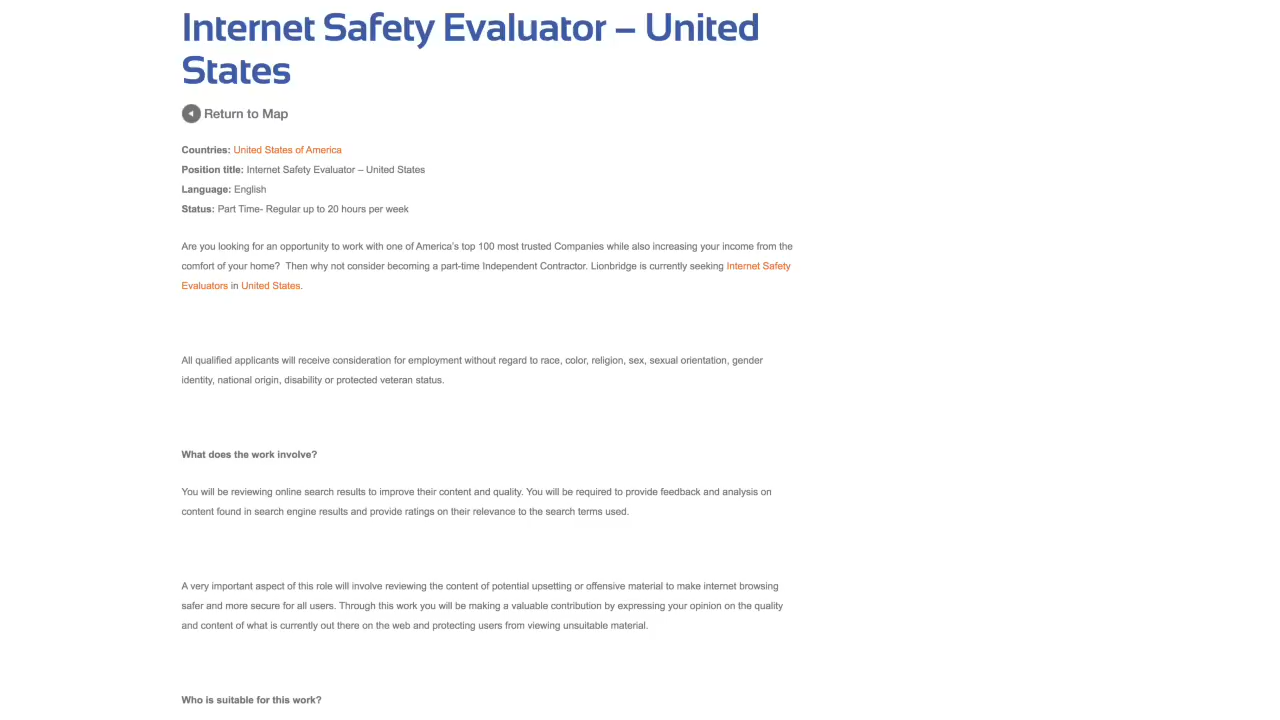 Internet Safety Evaluator – United
States
Return to Map
Countries: United States of America
Position title: Internet Safety Evaluator – United States
Language: English
Status: Part Time- Regular up to 20 hours per week
Are you looking for an opportunity to work with one of America's top 100 most trusted Companies while also increasing your income from the
comfort of your home?  Then why not consider becoming a part-time Independent Contractor. Lionbridge is currently seeking Internet Safety
Evaluators in United States.
All qualified applicants will receive consideration for employment without regard to race, color, religion, sex, sexual orientation, gender
identity, national origin, disability or protected veteran status.
What does the work involve?
You will be reviewing online search results to improve their content and quality. You will be required to provide feedback and analysis on
content found in search engine results and provide ratings on their relevance to the search terms used.
A very important aspect of this role will involve reviewing the content of potential upsetting or offensive material to make internet browsing
safer and more secure for all users. Through this work you will be making a valuable contribution by expressing your opinion on the quality
and content of what is currently out there on the web and protecting users from viewing unsuitable material.
Who is suitable for this work?